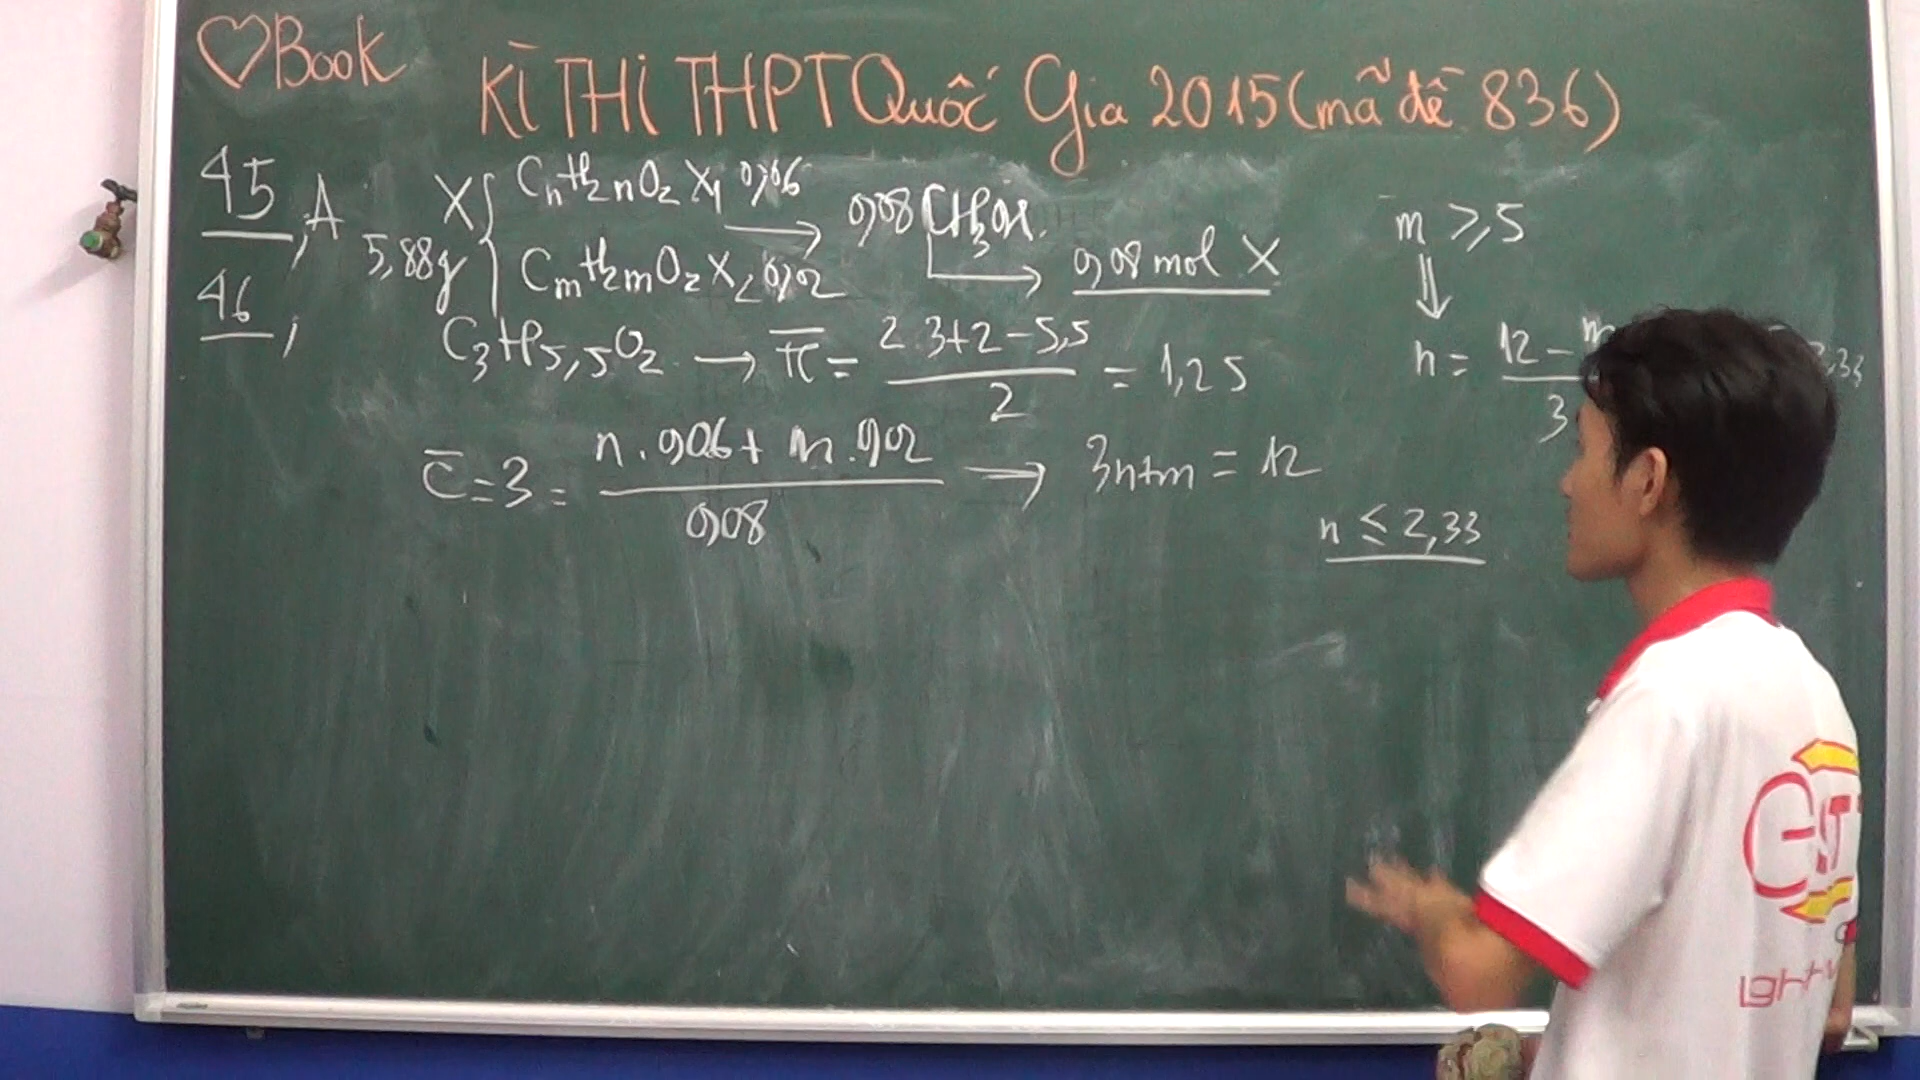 ♡Book
KÌ THI THPT Quốc Gia 2015 (mã đề 836)
45, A
46,
X
5,88g
CnH2nO2 X1 0,06
CmH2mO2 X2 0,02
→ 0,08 CH3OH.
→ 0,08 mol X
C3H5,5O2 → π̄ = (2.3+2-5,5)/2 = 1,25
C̄ = 3 = (n.0,06 + m.0,02)/0,08 → 3n+m = 12
m ≥ 5
⇓
n = 12 - m / 3
n ≤ 2,33